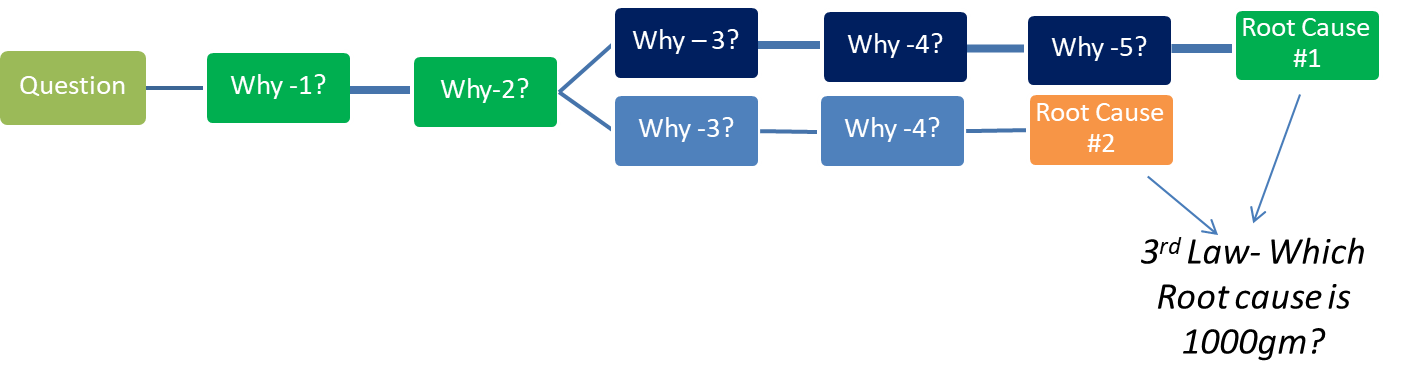 Question
Why -1?
Why-2?
Why – 3?
Why -4?
Why -5?
Root Cause
#1
Why -3?
Why -4?
Root Cause
#2
3rd Law- Which
Root cause is
1000gm?